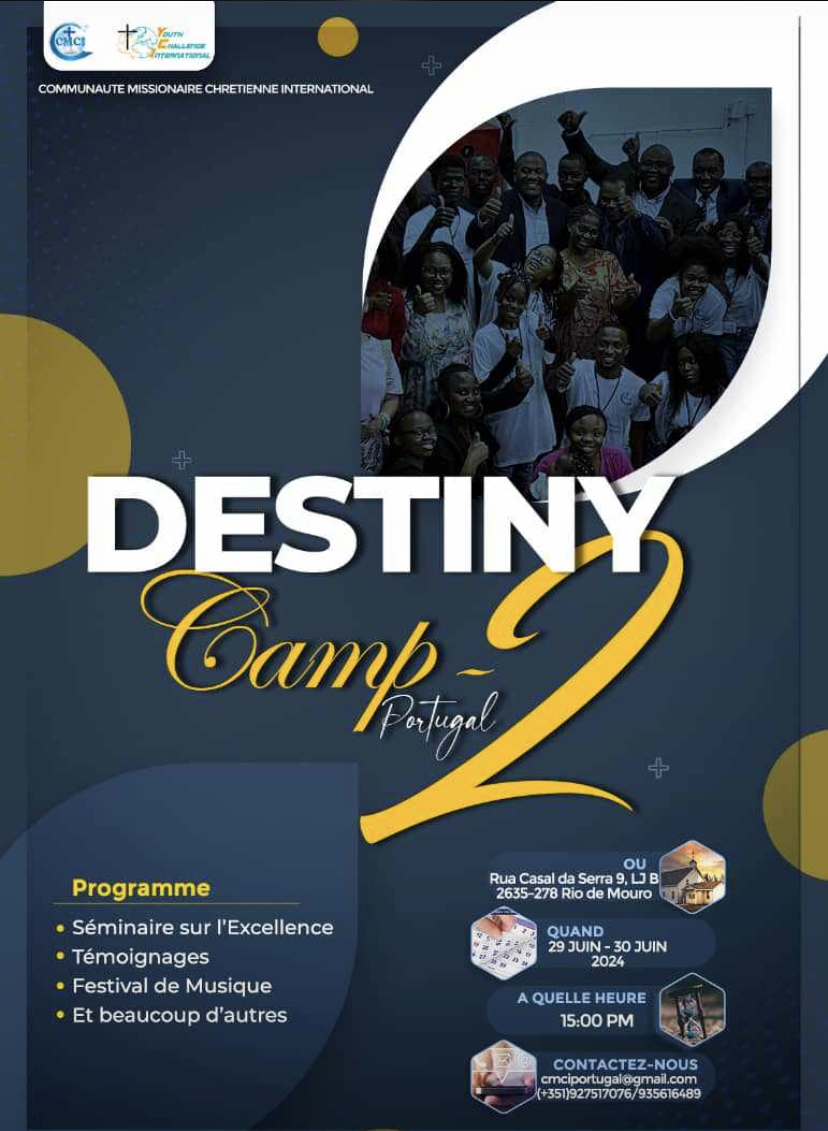 CMCI
YOUTH
CHALLENGE
INTERNATIONAL
COMMUNAUTE MISSIONAIRE CHRETIENNE INTERNATIONAL
DESTINY
Camp - 2
Portugal
Programme
• Séminaire sur l'Excellence
• Témoignages
• Festival de Musique
• Et beaucoup d'autres
OU
Rua Casal da Serra 9, LJ B
2635-278 Rio de Mouro
QUAND
29 JUIN - 30 JUIN
2024
A QUELLE HEURE
15:00 PM
CONTACTEZ-NOUS
cmciportugal@gmail.com
(+351)927517076/935616489